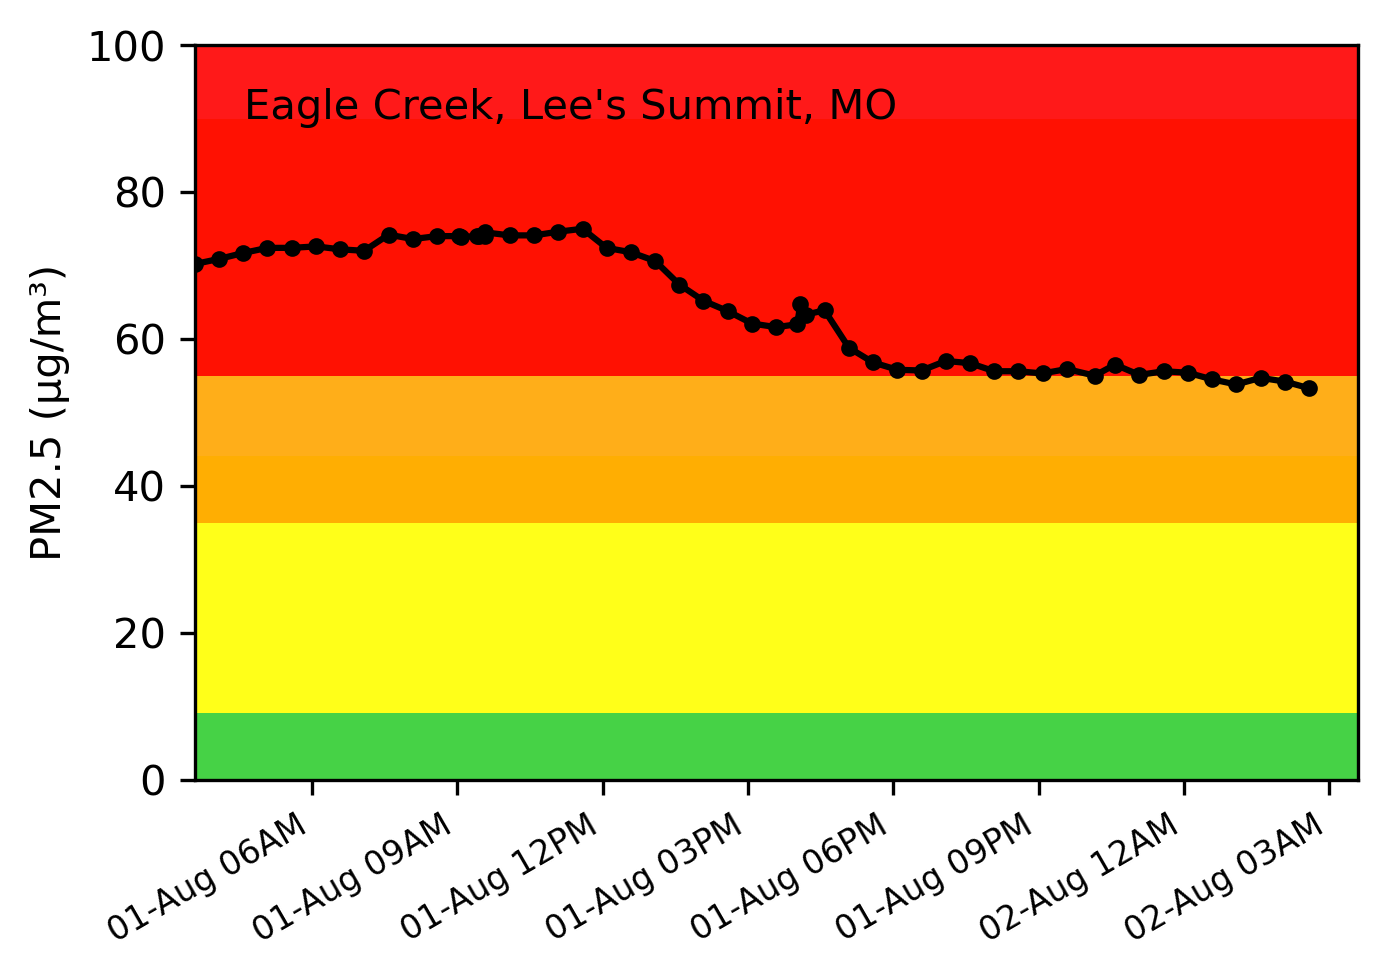 Eagle Creek, Lee's Summit, MO
PM2.5 (µg/m³)
100
80
60
40
20
0
01-Aug 06AM
01-Aug 09AM
01-Aug 12PM
01-Aug 03PM
01-Aug 06PM
01-Aug 09PM
02-Aug 12AM
02-Aug 03AM